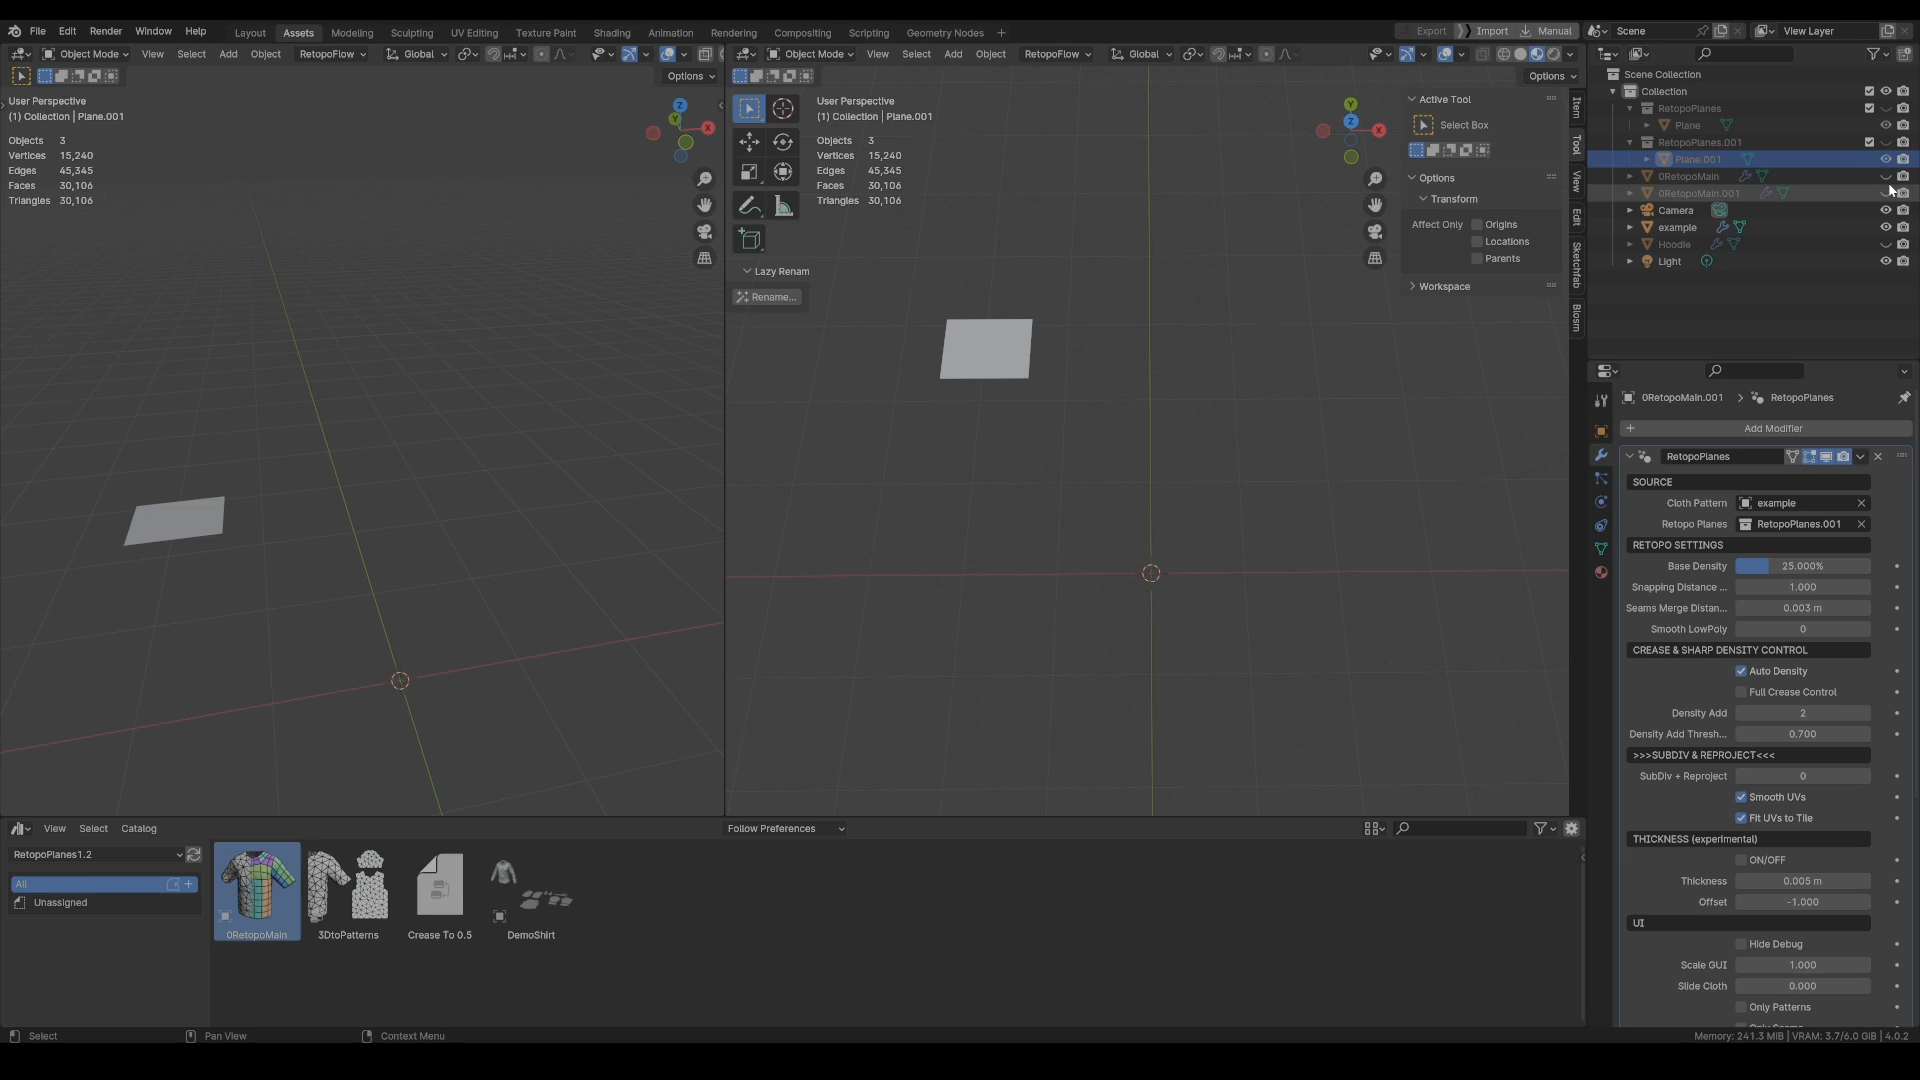 File Edit Render Window Help Layout Assets Modeling Sculpting UV Editing Texture Paint Shading Animation Rendering Compositing Scripting Geometry Nodes + Export Import Manual Scene View Layer
Object Mode View Select Add Object RetopoFlow Global Object Mode View Select Add Object RetopoFlow Global
Options Options
User Perspective
(1) Collection | Plane.001
Objects 3
Vertices 15,240
Edges 45,345
Faces 30,106
Triangles 30,106
Z
Y
X
User Perspective
(1) Collection | Plane.001
Objects 3
Vertices 15,240
Edges 45,345
Faces 30,106
Triangles 30,106
Lazy Renam
Rename...
Y
Z
X
Active Tool
Select Box
Options
Transform
Affect Only Origins
Locations
Parents
Workspace
Item
Tool
View
Edit
Sketchfab
Blosm
Scene Collection
Collection
RetopoPlanes
Plane
RetopoPlanes.001
Plane.001
0RetopoMain
0RetopoMain.001
Camera
example
Hoodie
Light
0RetopoMain.001 > RetopoPlanes
+ Add Modifier
RetopoPlanes
SOURCE
Cloth Pattern example
Retopo Planes RetopoPlanes.001
RETOPO SETTINGS
Base Density 25.000%
Snapping Distance ... 1.000
Seams Merge Distan... 0.003 m
Smooth LowPoly 0
CREASE & SHARP DENSITY CONTROL
Auto Density
Full Crease Control
Density Add 2
Density Add Thresh... 0.700
>>>SUBDIV & REPROJECT<<<
SubDiv + Reproject 0
Smooth UVs
Fit UVs to Tile
THICKNESS (experimental)
ON/OFF
Thickness 0.005 m
Offset -1.000
UI
Hide Debug
Scale GUI 1.000
Slide Cloth 0.000
Only Patterns
View Select Catalog Follow Preferences
RetopoPlanes1.2
All
Unassigned
0RetopoMain 3DtoPatterns Crease To 0.5 DemoShirt
Select Pan View Context Menu Memory: 241.3 MiB | VRAM: 3.7/6.0 GiB | 4.0.2